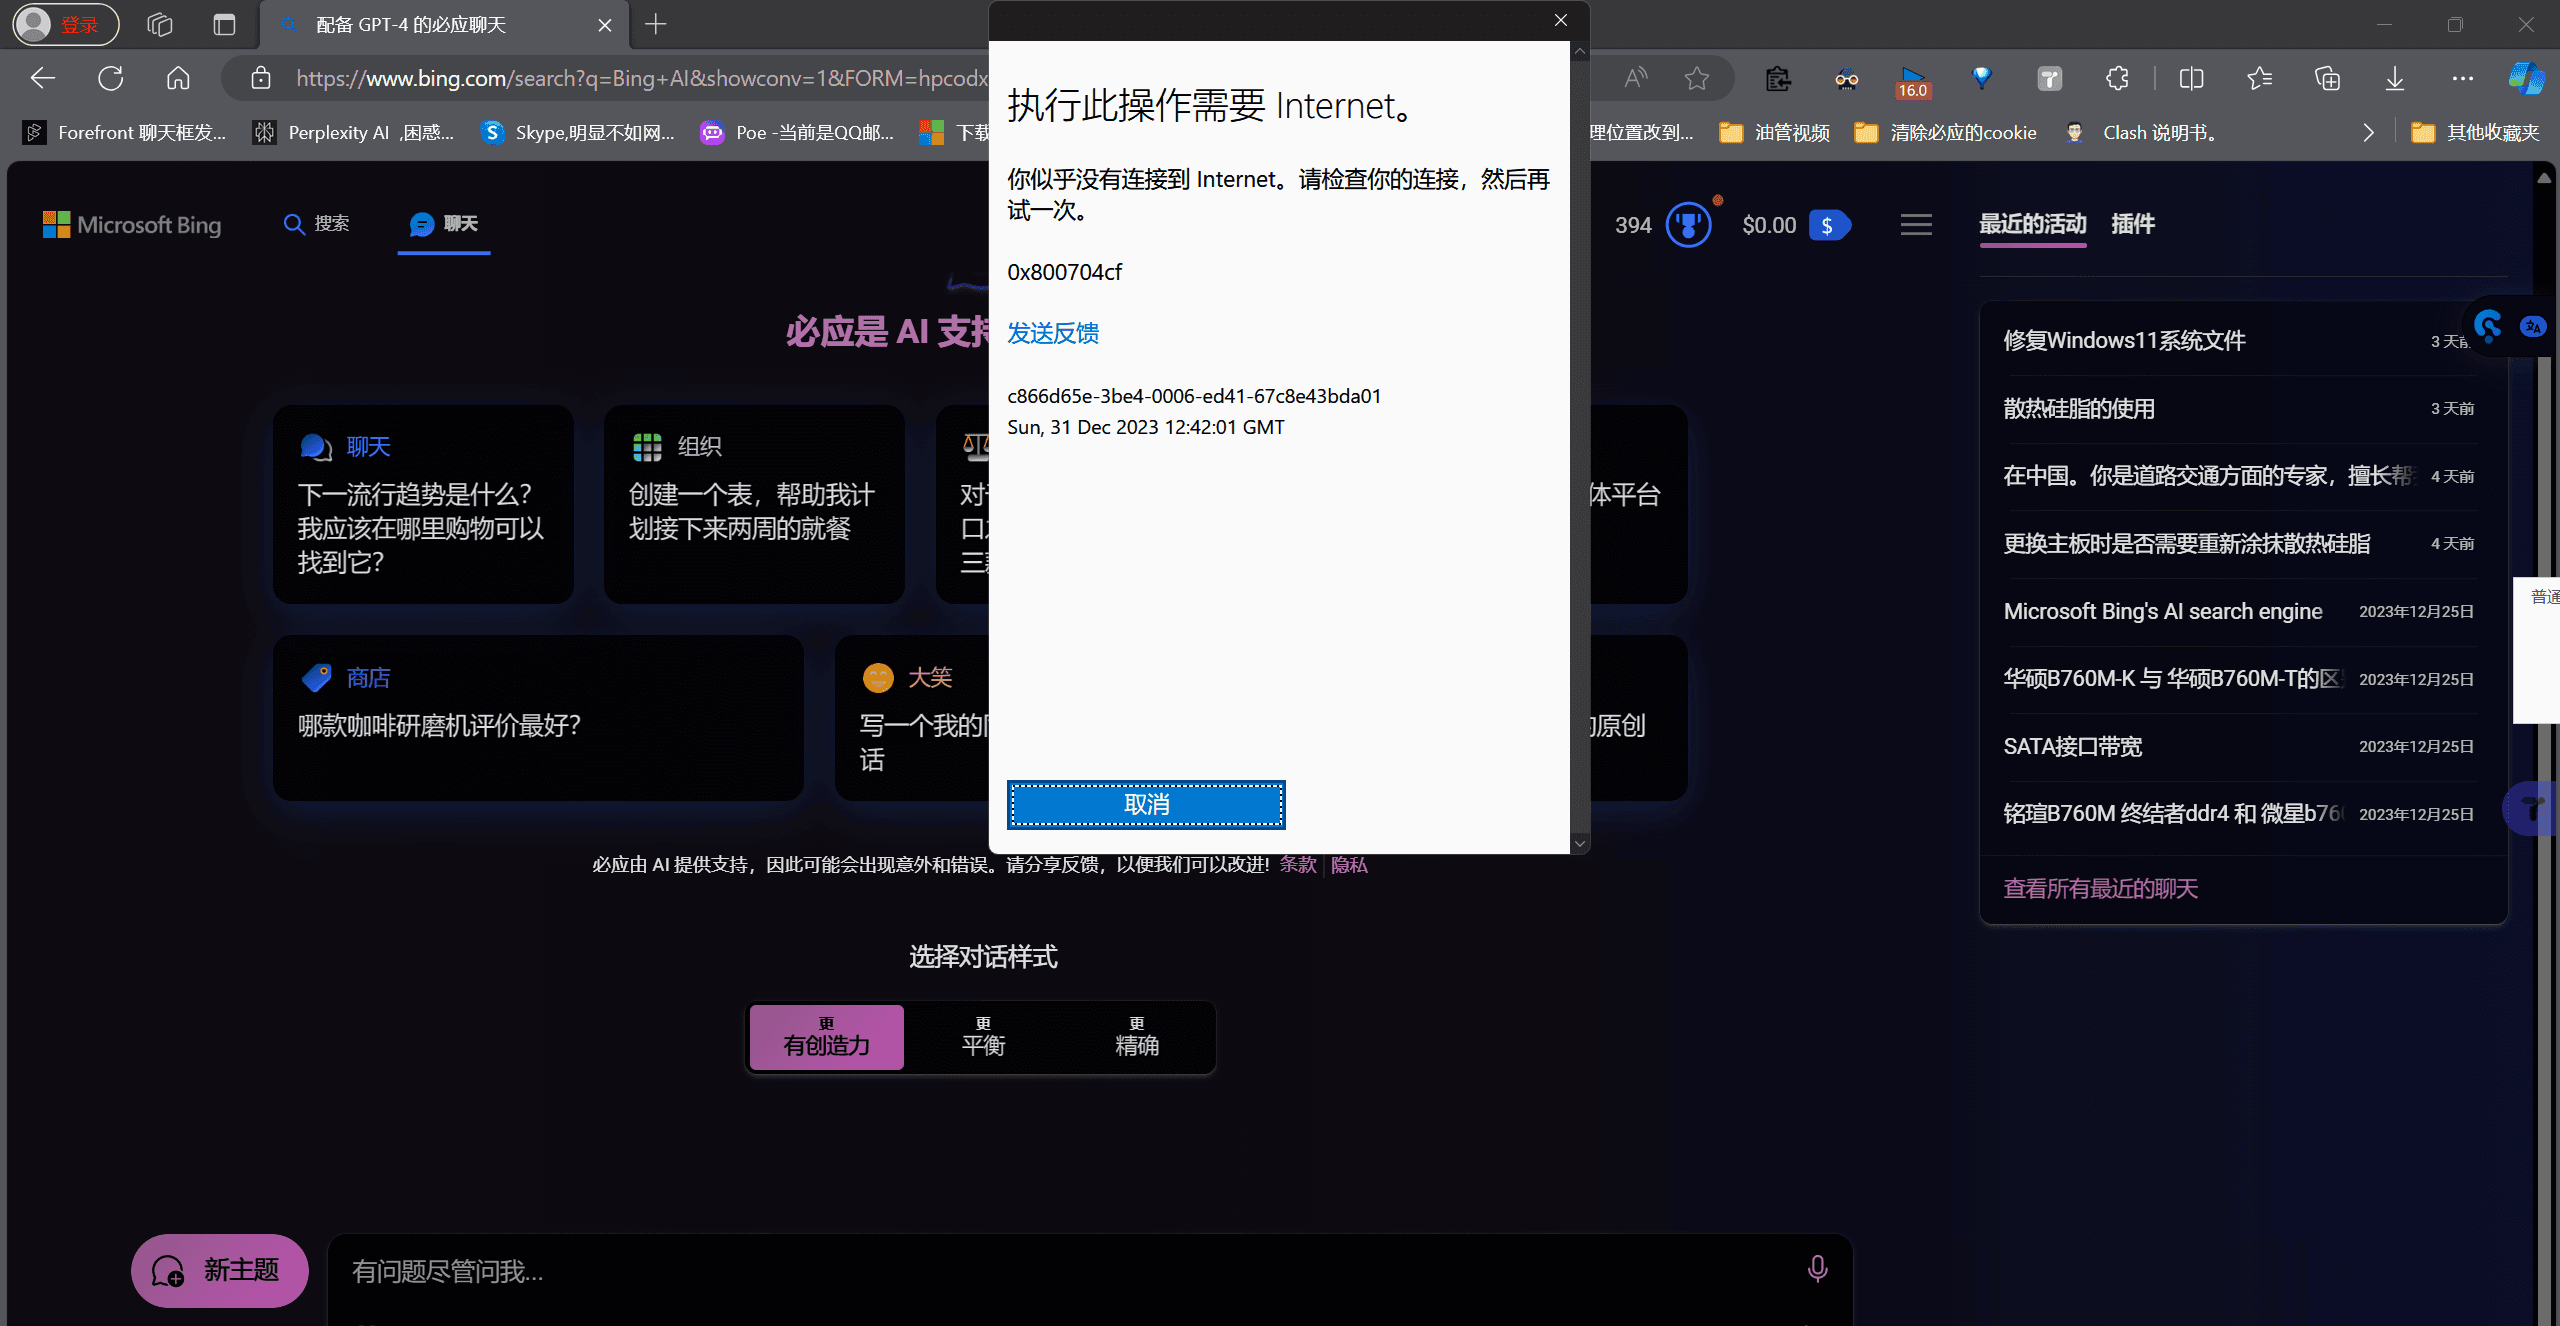 登录
配备 GPT-4 的必应聊天
https://www.bing.com/search?q=Bing+AI&showconv=1&FORM=hpcodx
16.0
Forefront 聊天框发...
Perplexity AI ,困惑...
Skype,明显不如网...
Poe -当前是QQ邮...
下载
理位置改到...
油管视频
清除必应的cookie
Clash 说明书。
其他收藏夹
Microsoft Bing
搜索
聊天
394
$0.00
最近的活动
插件
必应是 AI 支持
聊天
下一流行趋势是什么?
我应该在哪里购物可以
找到它?
组织
创建一个表，帮助我计
划接下来两周的就餐
体平台
商店
哪款咖啡研磨机评价最好?
大笑
写一个我的同
话
的原创
必应由 AI 提供支持，因此可能会出现意外和错误。请分享反馈，以便我们可以改进! 条款 隐私
选择对话样式
更
有创造力
更
平衡
更
精确
新主题
有问题尽管问我...
执行此操作需要 Internet。
你似乎没有连接到 Internet。请检查你的连接，然后再
试一次。
0x800704cf
发送反馈
c866d65e-3be4-0006-ed41-67c8e43bda01
Sun, 31 Dec 2023 12:42:01 GMT
取消
修复Windows11系统文件
3 天前
散热硅脂的使用
3 天前
在中国。你是道路交通方面的专家，擅长帮
4 天前
更换主板时是否需要重新涂抹散热硅脂
4 天前
Microsoft Bing's AI search engine
2023年12月25日
华硕B760M-K 与 华硕B760M-T的区
2023年12月25日
SATA接口带宽
2023年12月25日
铭瑄B760M 终结者ddr4 和 微星b760
2023年12月25日
查看所有最近的聊天
普通